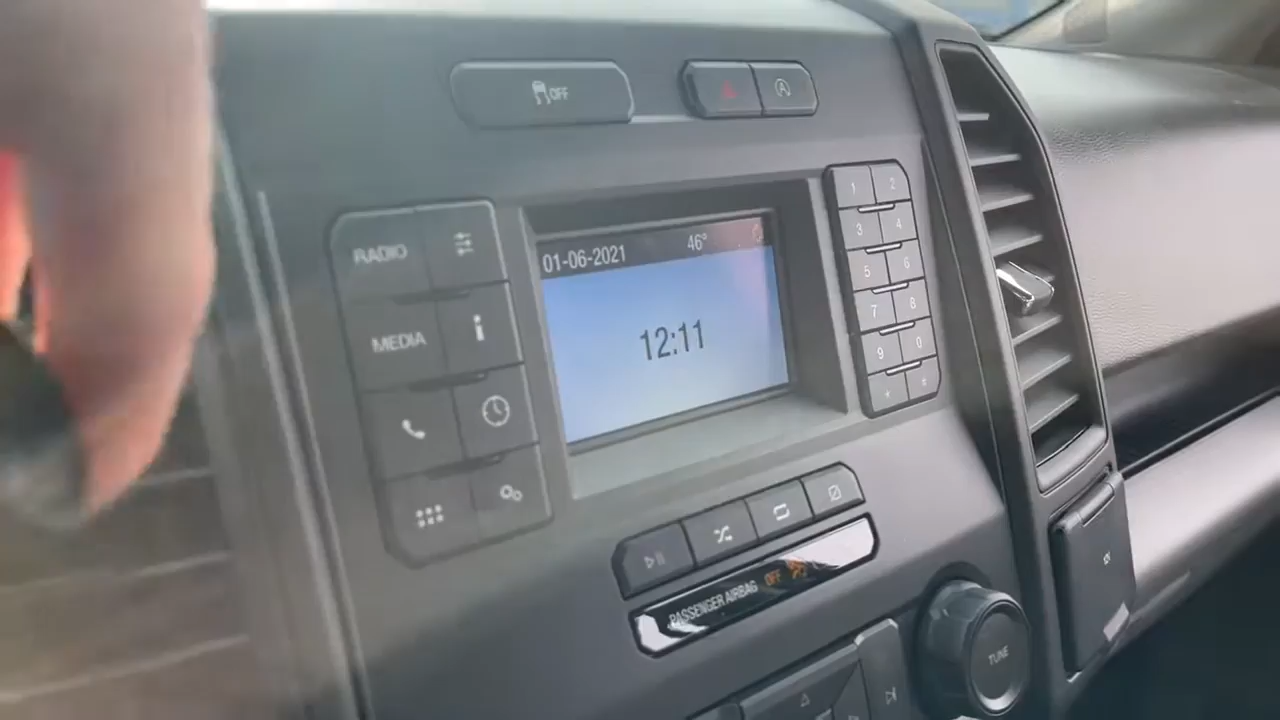 OFF
A
1 2
3 4
5 6
7 8
9 0
RADIO
MEDIA
01-06-2021 46°
12:11
PASSENGER AIRBAG OFF
TUNE